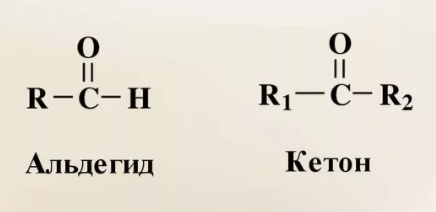 O
||
R—C—H
Альдегид
O
||
R₁—C—R₂
Кетон